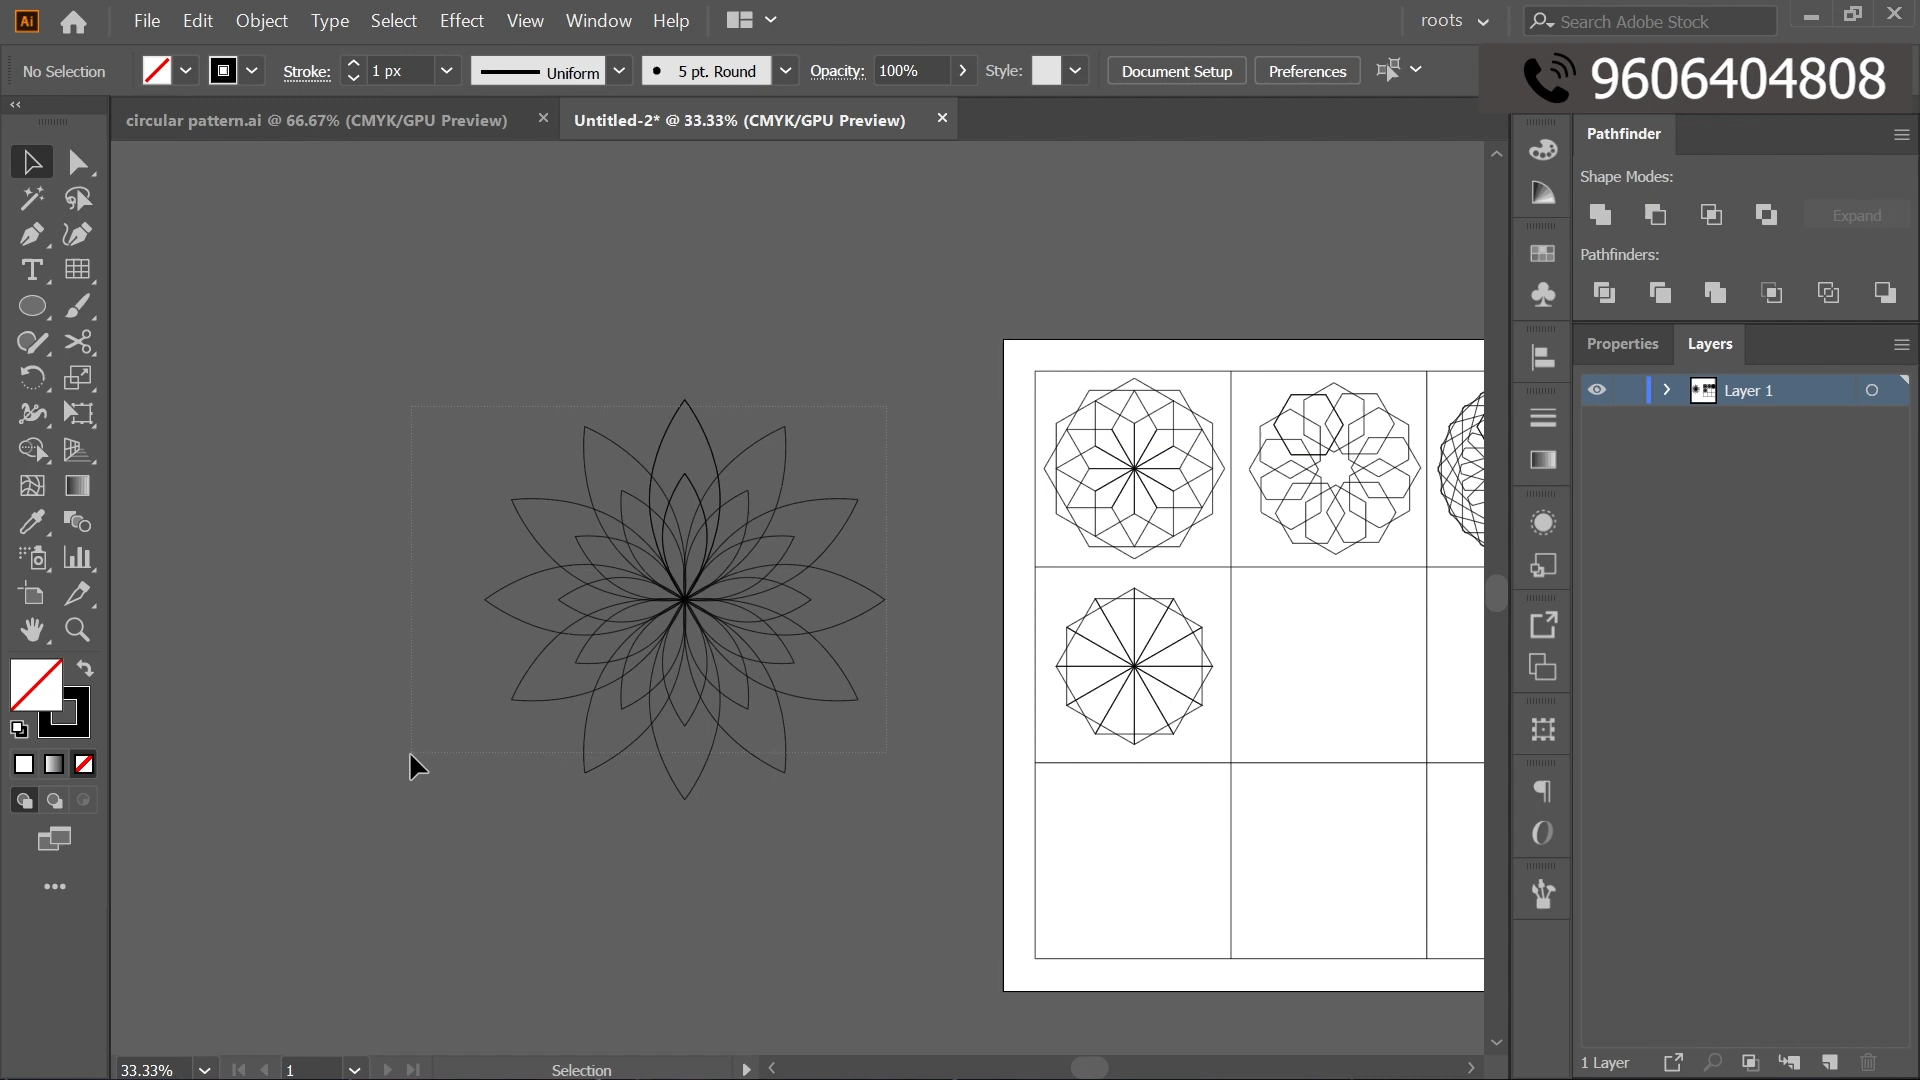 Ai File Edit Object Type Select Effect View Window Help roots Search Adobe Stock
No Selection Stroke: 1 px Uniform 5 pt. Round Opacity: 100% Style: Document Setup Preferences
9606404808
circular pattern.ai @ 66.67% (CMYK/GPU Preview) Untitled-2* @ 33.33% (CMYK/GPU Preview)
Pathfinder
Shape Modes:
Expand
Pathfinders:
Properties Layers
Layer 1
1 Layer
33.33% 1 Selection